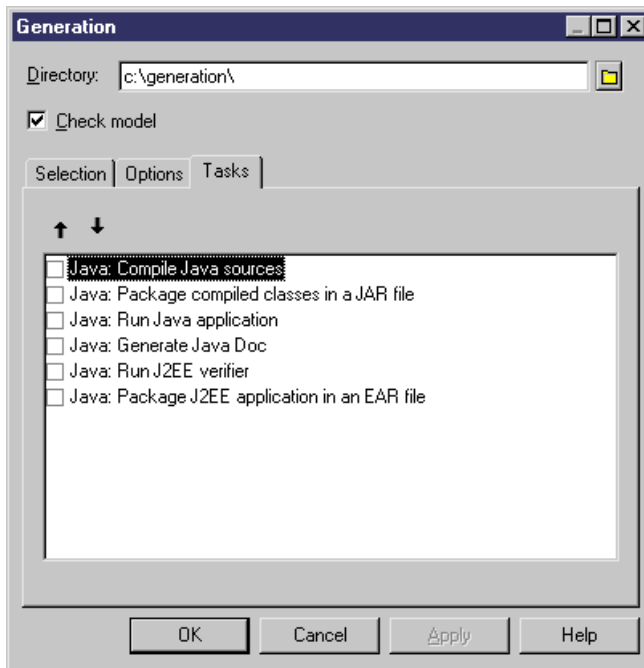 Generation
Directory: c:\generation\
Check model
Selection Options Tasks
Java: Compile Java sources
Java: Package compiled classes in a JAR file
Java: Run Java application
Java: Generate Java Doc
Java: Run J2EE verifier
Java: Package J2EE application in an EAR file
OK Cancel Apply Help